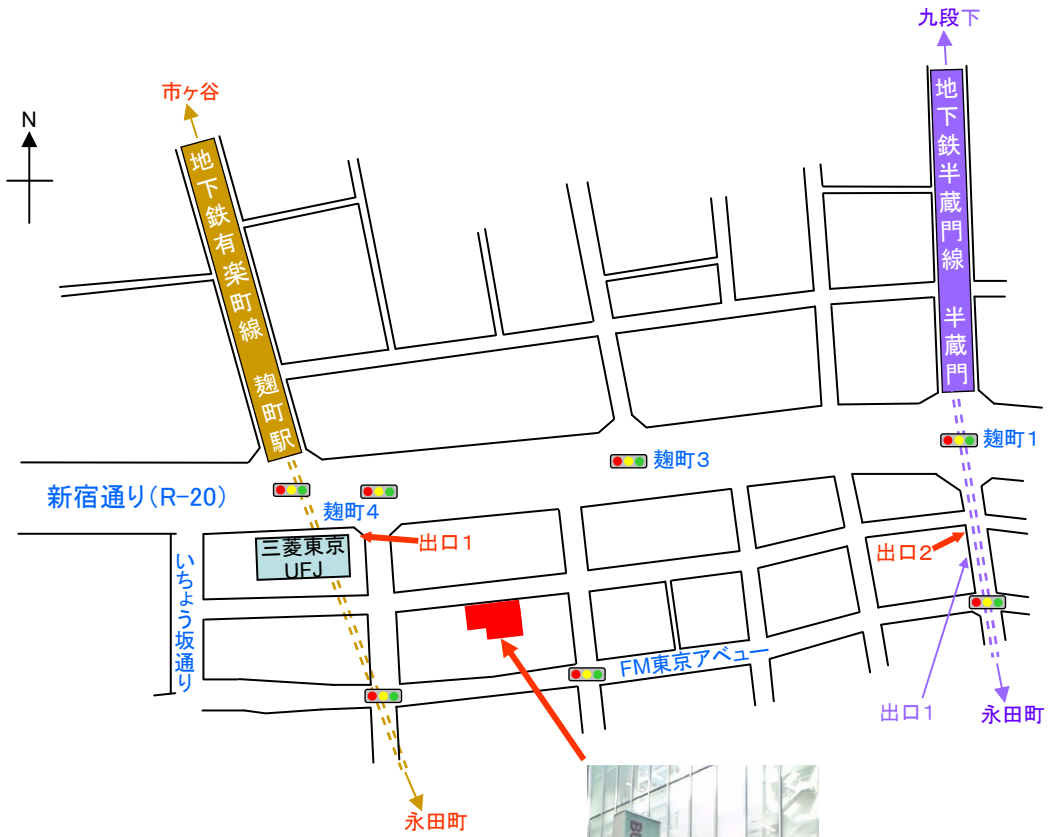 九段下
市ヶ谷
N
地下鉄有楽町線 麹町駅
地下鉄半蔵門線 半蔵門
麹町1
麹町3
新宿通り(R-20)
麹町4
三菱東京
UFJ
出口1
出口2
いちょう坂通り
FM東京アベュー
出口1
永田町
永田町